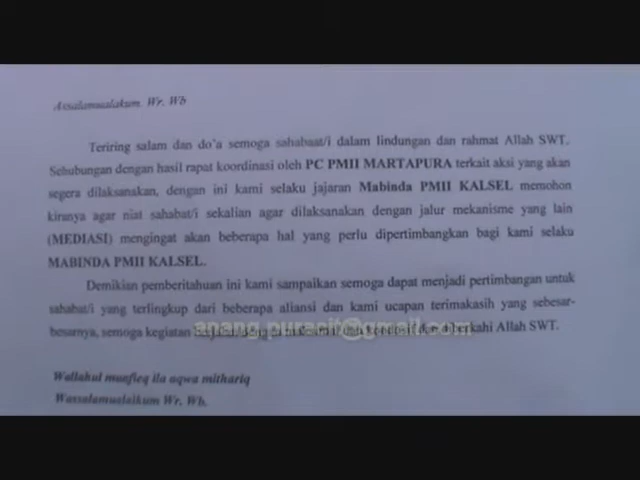 Assalamualakum. Wr. Wb
Teriring salam dan do'a semoga sahabaat/i dalam lindungan dan rahmat Allah SWT.
Sehubungan dengan hasil rapat koordinasi oleh PC PMII MARTAPURA terkait aksi yang akan
segera dilaksanakan, dengan ini kami selaku jajaran Mabinda PMII KALSEL memohon
kiranya agar niat sahabat/i sekalian agar dilaksanakan dengan jalur mekanisme yang lain
(MEDIASI) mengingat akan beberapa hal yang perlu dipertimbangkan bagi kami selaku
MABINDA PMII KALSEL.
Demikian pemberitahuan ini kami sampaikan semoga dapat menjadi pertimbangan untuk
sahabat/i yang terlingkup dari beberapa aliansi dan kami ucapan terimakasih yang sebesar-
besarnya, semoga kegiatan diberkahi Allah SWT.
Wallahul muafieq ila aqwa mithariq
Wassalamualaikum Wr. Wb.